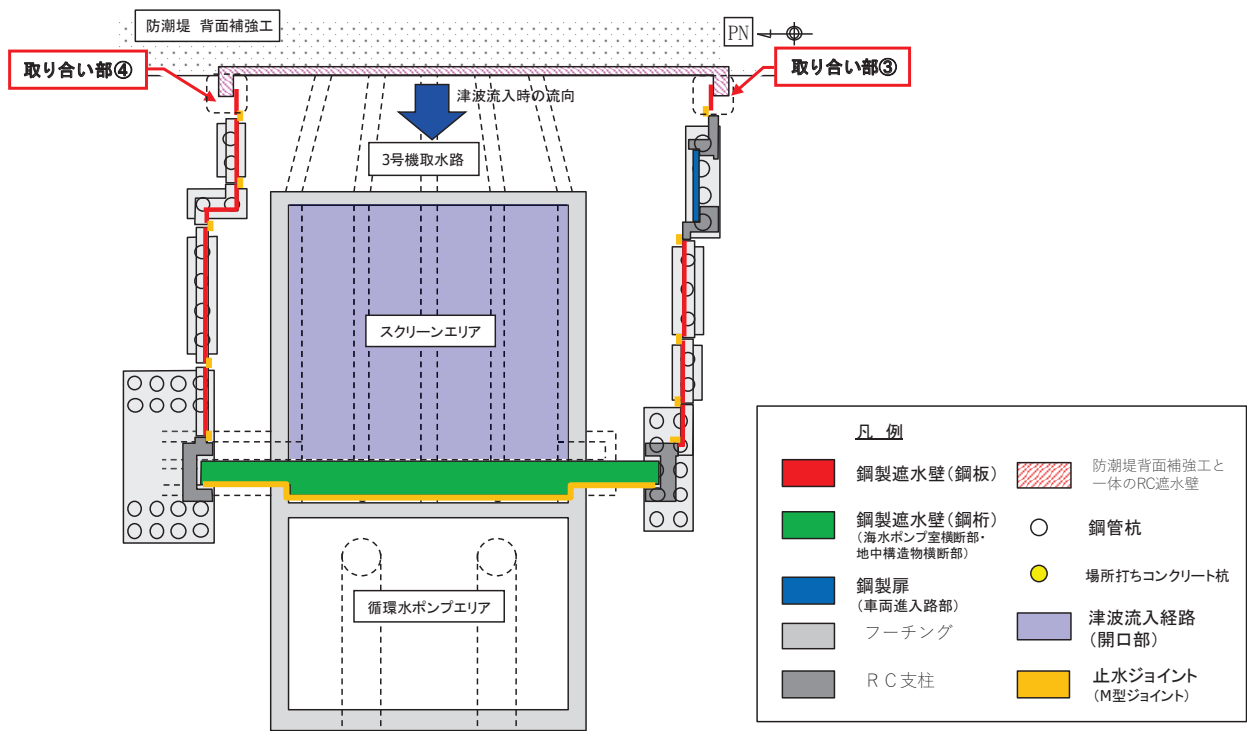 防潮堤 背面補強工
PN
取り合い部④
取り合い部③
津波流入時の流向
3号機取水路
スクリーンエリア
循環水ポンプエリア
凡 例
鋼製遮水壁(鋼板)
鋼製遮水壁(鋼桁)
(海水ポンプ室横断部・
地中構造物横断部)
鋼製扉
(車両進入路部)
フーチング
RC支柱
防潮堤背面補強工と
一体のRC遮水壁
鋼管杭
場所打ちコンクリート杭
津波流入経路
(開口部)
止水ジョイント
(M型ジョイント)